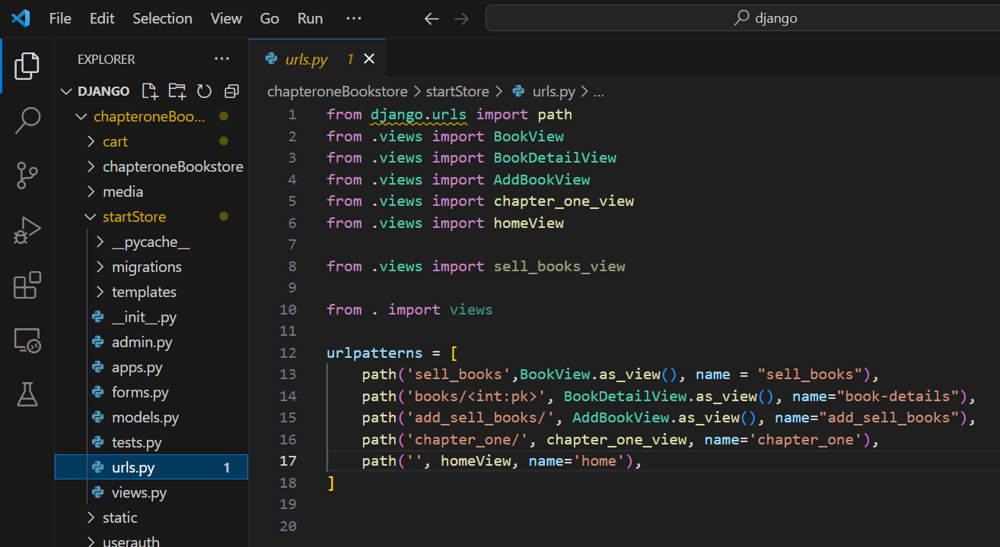 File Edit Selection View Go Run ··· ← → django
EXPLORER ···
DJANGO
chapteroneBoo...
cart
chapteroneBookstore
media
startStore
__pycache__
migrations
templates
__init__.py
admin.py
apps.py
forms.py
models.py
tests.py
urls.py 1
views.py
static
userauth
urls.py 1 ×
chapteroneBookstore > startStore > urls.py > ...
1 from django.urls import path
2 from .views import BookView
3 from .views import BookDetailView
4 from .views import AddBookView
5 from .views import chapter_one_view
6 from .views import homeView
7
8 from .views import sell_books_view
9
10 from . import views
11
12 urlpatterns = [
13 path('sell_books',BookView.as_view(), name = "sell_books"),
14 path('books/<int:pk>', BookDetailView.as_view(), name="book-details"),
15 path('add_sell_books/', AddBookView.as_view(), name="add_sell_books"),
16 path('chapter_one/', chapter_one_view, name='chapter_one'),
17 path('', homeView, name='home'),
18 ]
19
20